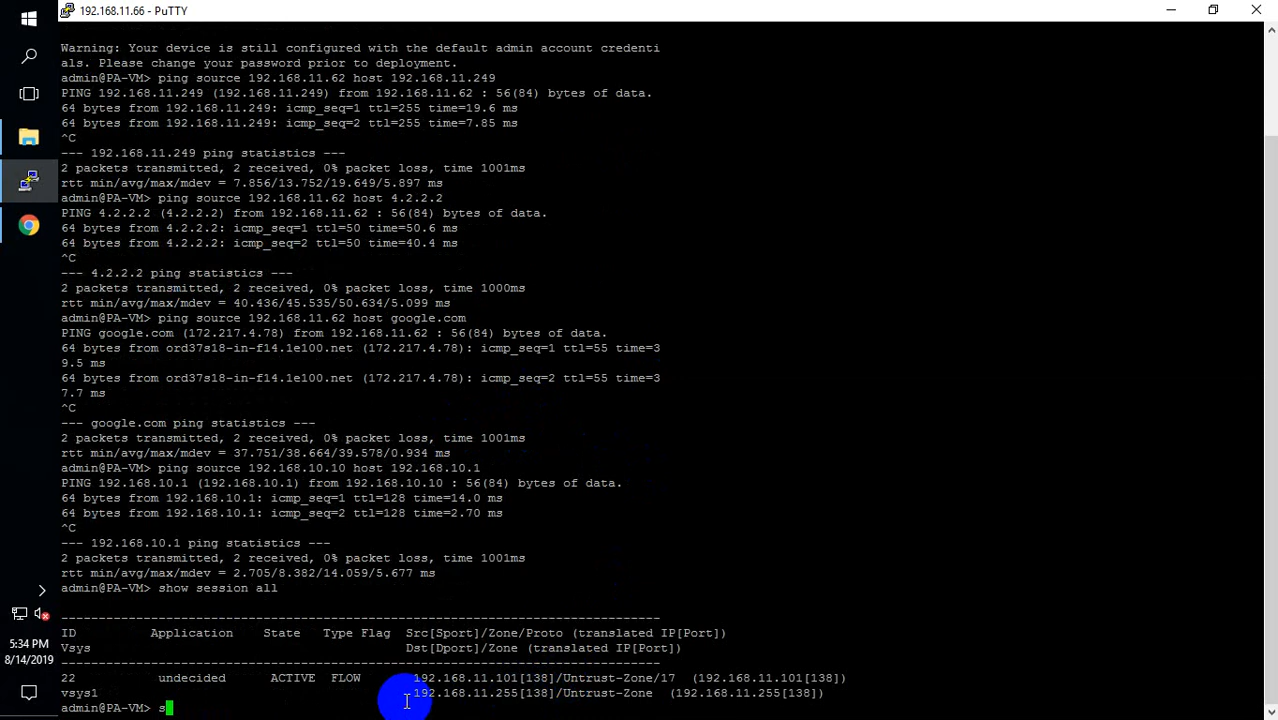 192.168.11.66 - PuTTY
Warning: Your device is still configured with the default admin account credenti
als. Please change your password prior to deployment.
admin@PA-VM> ping source 192.168.11.62 host 192.168.11.249
PING 192.168.11.249 (192.168.11.249) from 192.168.11.62 : 56(84) bytes of data.
64 bytes from 192.168.11.249: icmp_seq=1 ttl=255 time=19.6 ms
64 bytes from 192.168.11.249: icmp_seq=2 ttl=255 time=7.85 ms
^C
--- 192.168.11.249 ping statistics ---
2 packets transmitted, 2 received, 0% packet loss, time 1001ms
rtt min/avg/max/mdev = 7.856/13.752/19.649/5.897 ms
admin@PA-VM> ping source 192.168.11.62 host 4.2.2.2
PING 4.2.2.2 (4.2.2.2) from 192.168.11.62 : 56(84) bytes of data.
64 bytes from 4.2.2.2: icmp_seq=1 ttl=50 time=50.6 ms
64 bytes from 4.2.2.2: icmp_seq=2 ttl=50 time=40.4 ms
^C
--- 4.2.2.2 ping statistics ---
2 packets transmitted, 2 received, 0% packet loss, time 1000ms
rtt min/avg/max/mdev = 40.436/45.535/50.634/5.099 ms
admin@PA-VM> ping source 192.168.11.62 host google.com
PING google.com (172.217.4.78) from 192.168.11.62 : 56(84) bytes of data.
64 bytes from ord37s18-in-f14.1e100.net (172.217.4.78): icmp_seq=1 ttl=55 time=3
9.5 ms
64 bytes from ord37s18-in-f14.1e100.net (172.217.4.78): icmp_seq=2 ttl=55 time=3
7.7 ms
^C
--- google.com ping statistics ---
2 packets transmitted, 2 received, 0% packet loss, time 1001ms
rtt min/avg/max/mdev = 37.751/38.664/39.578/0.934 ms
admin@PA-VM> ping source 192.168.10.10 host 192.168.10.1
PING 192.168.10.1 (192.168.10.1) from 192.168.10.10 : 56(84) bytes of data.
64 bytes from 192.168.10.1: icmp_seq=1 ttl=128 time=14.0 ms
64 bytes from 192.168.10.1: icmp_seq=2 ttl=128 time=2.70 ms
^C
--- 192.168.10.1 ping statistics ---
2 packets transmitted, 2 received, 0% packet loss, time 1001ms
rtt min/avg/max/mdev = 2.705/8.382/14.059/5.677 ms
admin@PA-VM> show session all
--------------------------------------------------------------------------------
ID Application State Type Flag Src[Sport]/Zone/Proto (translated IP[Port])
Vsys Dst[Dport]/Zone (translated IP[Port])
--------------------------------------------------------------------------------
22 undecided ACTIVE FLOW 192.168.11.101[138]/Untrust-Zone/17 (192.168.11.101[138])
vsys1 192.168.11.255[138]/Untrust-Zone (192.168.11.255[138])
admin@PA-VM> s
5:34 PM
8/14/2019